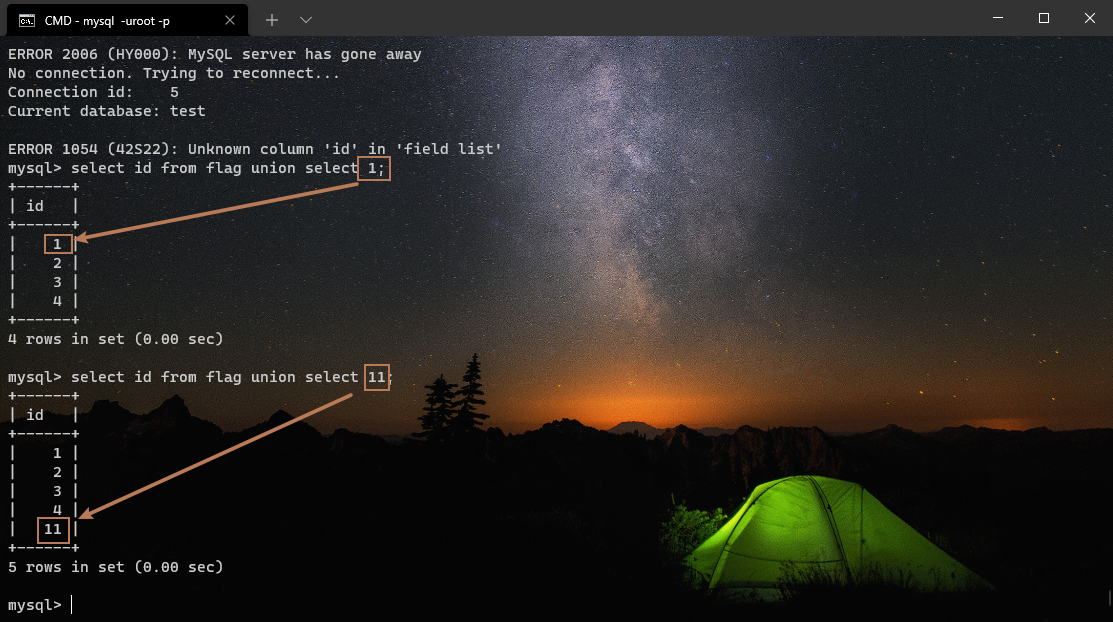 CMD - mysql -uroot -p
ERROR 2006 (HY000): MySQL server has gone away
No connection. Trying to reconnect...
Connection id:    5
Current database: test
ERROR 1054 (42S22): Unknown column 'id' in 'field list'
mysql> select id from flag union select 1;
+------+
| id   |
+------+
|    1 |
|    2 |
|    3 |
|    4 |
+------+
4 rows in set (0.00 sec)
mysql> select id from flag union select 11;
+------+
| id   |
+------+
|    1 |
|    2 |
|    3 |
|    4 |
|   11 |
+------+
5 rows in set (0.00 sec)
mysql>